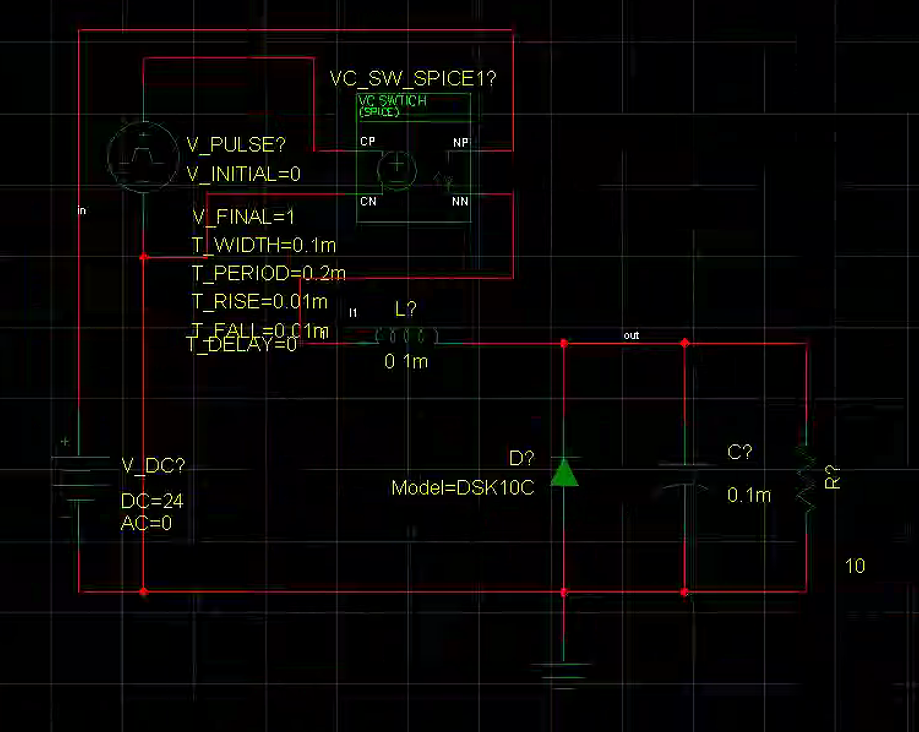 VC_SW_SPICE1?
VC SWTICH
(SPICE)
CP
NP
CN
NN
V_PULSE?
V_INITIAL=0
in
V_FINAL=1
T_WIDTH=0.1m
T_PERIOD=0.2m
T_RISE=0.01m
T_FALL=0.01m
T_DELAY=0
l1
L?
0.1m
out
V_DC?
DC=24
AC=0
D?
Model=DSK10C
C?
0.1m
R?
10